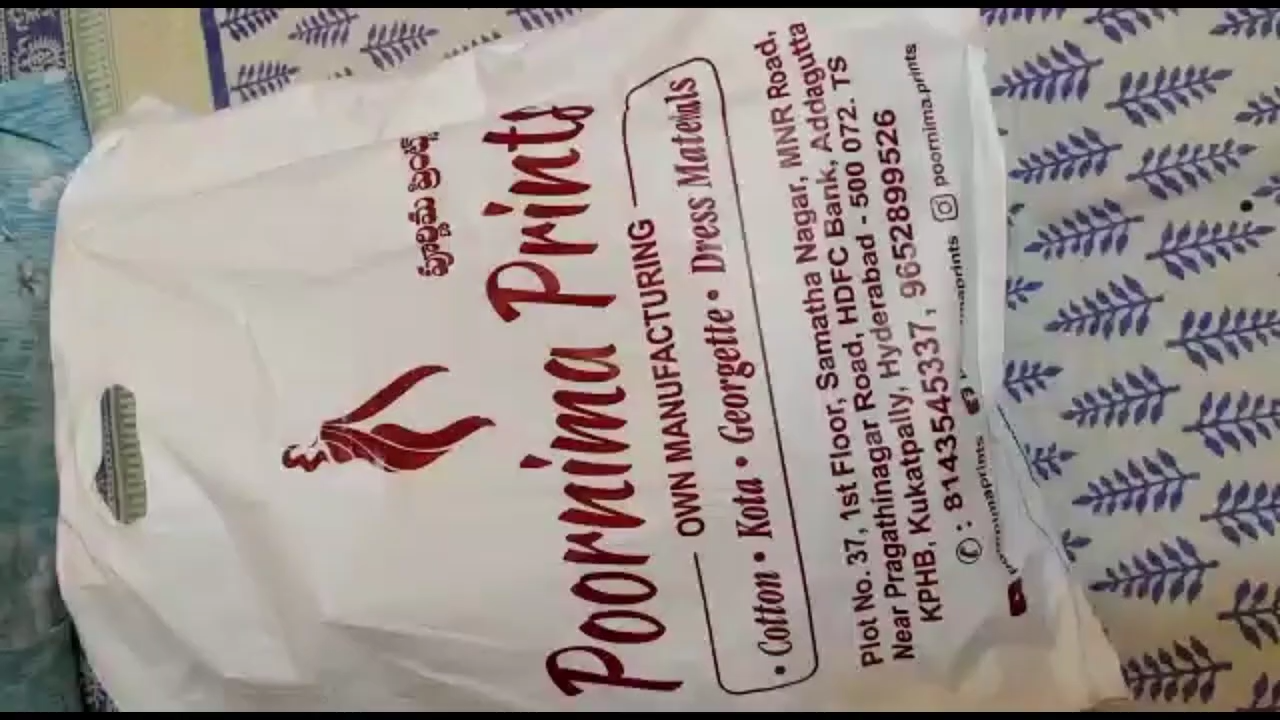 పూర్ణిమ ప్రింట్స్
Poornima Prints
OWN MANUFACTURING
• Cotton • Kota • Georgette • Dress Materials
Plot No. 37, 1st Floor, Samatha Nagar, MNR Road,
Near Pragathinagar Road, HDFC Bank, Addagutta
KPHB, Kukatpally, Hyderabad - 500 072. TS
: 8143545337, 9652899526
poornimaprints poornima.prints